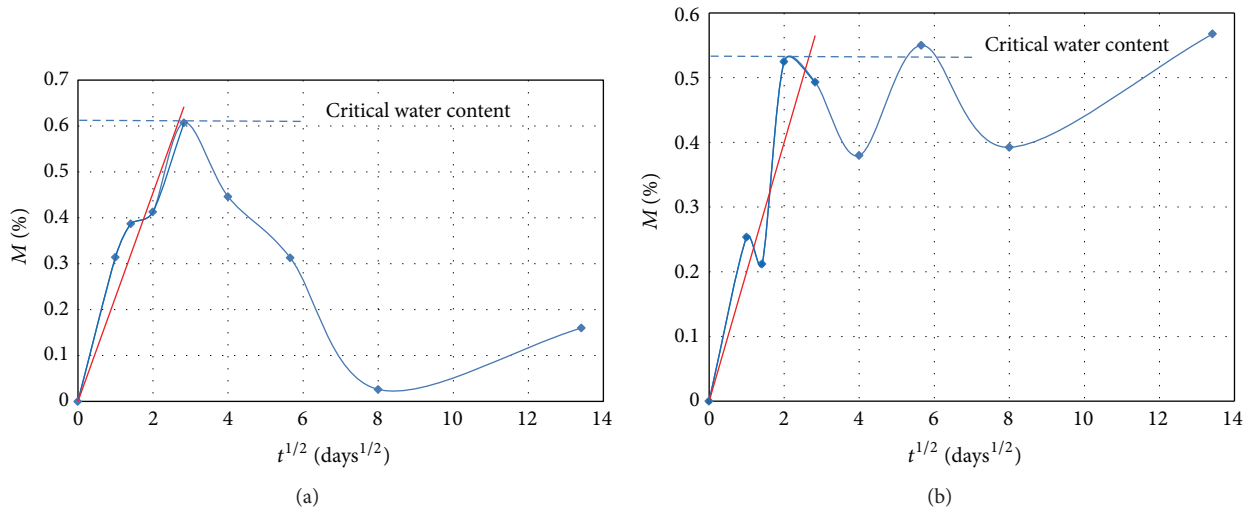 0.7
0.6
0.5
0.4
0.3
0.2
0.1
0
M (%)
Critical water content
0 2 4 6 8 10 12 14
t^{1/2} (days^{1/2})
(a)
0.6
0.5
0.4
0.3
0.2
0.1
0
M (%)
Critical water content
0 2 4 6 8 10 12 14
t^{1/2} (days^{1/2})
(b)